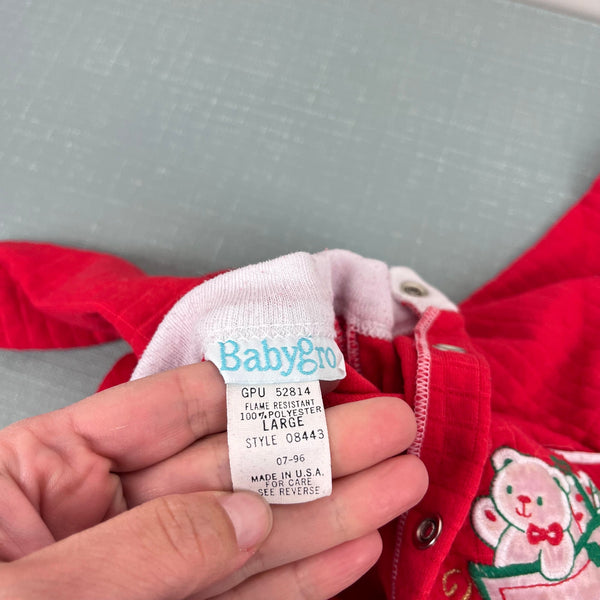 Babygro
GPU 52814
FLAME RESISTANT
100% POLYESTER
LARGE
STYLE 08443
07-96
MADE IN U.S.A.
FOR CARE
SEE REVERSE